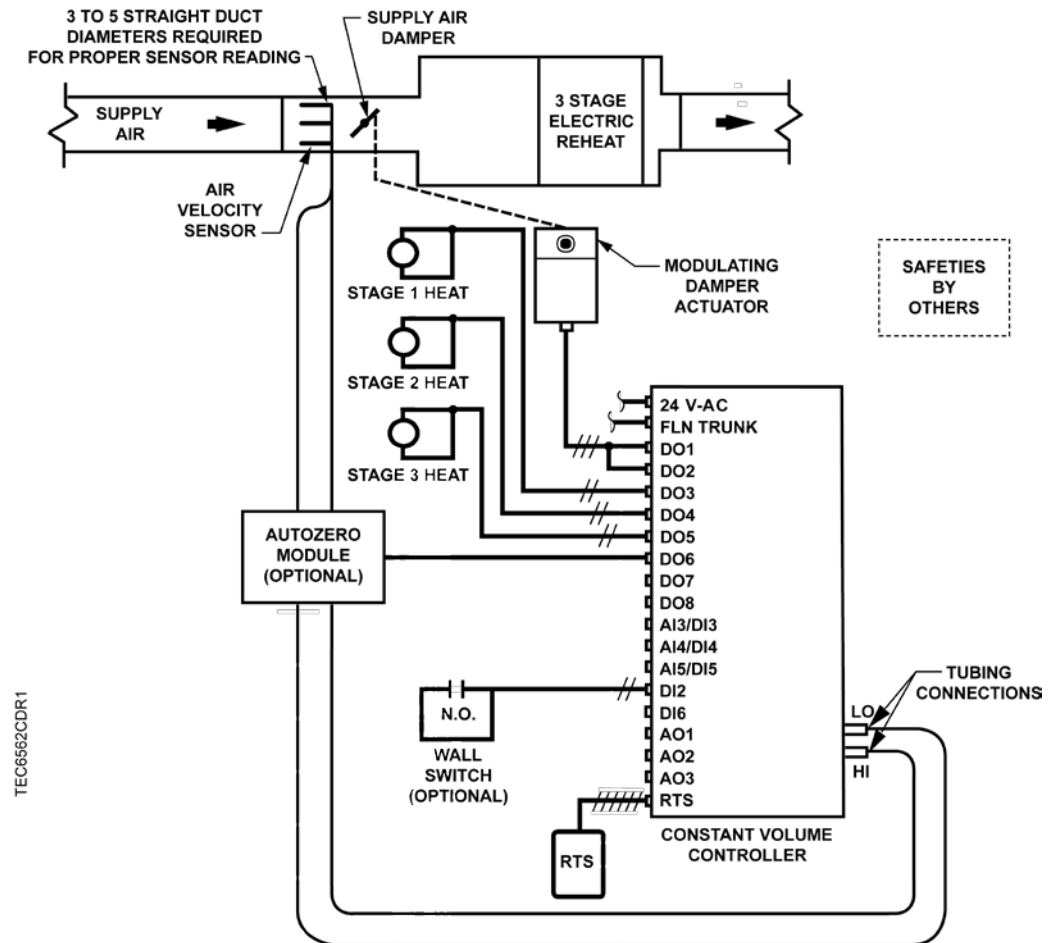 3 TO 5 STRAIGHT DUCT
DIAMETERS REQUIRED
FOR PROPER SENSOR READING
SUPPLY AIR
DAMPER
SUPPLY
AIR
3 STAGE
ELECTRIC
REHEAT
AIR
VELOCITY
SENSOR
STAGE 1 HEAT
MODULATING
DAMPER
ACTUATOR
SAFETIES
BY
OTHERS
STAGE 2 HEAT
STAGE 3 HEAT
24 V-AC
FLN TRUNK
DO1
DO2
DO3
DO4
DO5
DO6
DO7
DO8
AI3/DI3
AI4/DI4
AI5/DI5
DI2
DI6
AO1
AO2
AO3
RTS
AUTOZERO
MODULE
(OPTIONAL)
N.O.
WALL
SWITCH
(OPTIONAL)
TUBING
CONNECTIONS
LO
HI
RTS
CONSTANT VOLUME
CONTROLLER
TEC6562CDR1